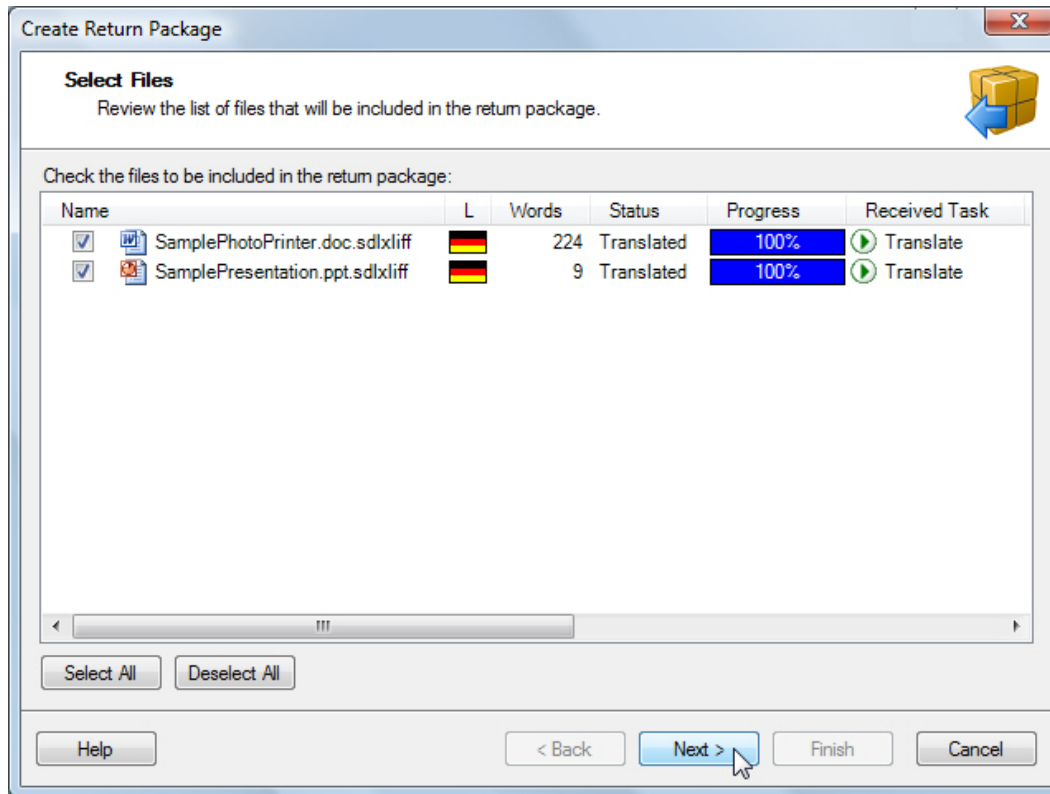 Create Return Package
Select Files
Review the list of files that will be included in the return package.
Check the files to be included in the return package:
Name L Words Status Progress Received Task
SamplePhotoPrinter.doc.sdlxliff 224 Translated 100% Translate
SamplePresentation.ppt.sdlxliff 9 Translated 100% Translate
Select All Deselect All
Help < Back Next > Finish Cancel